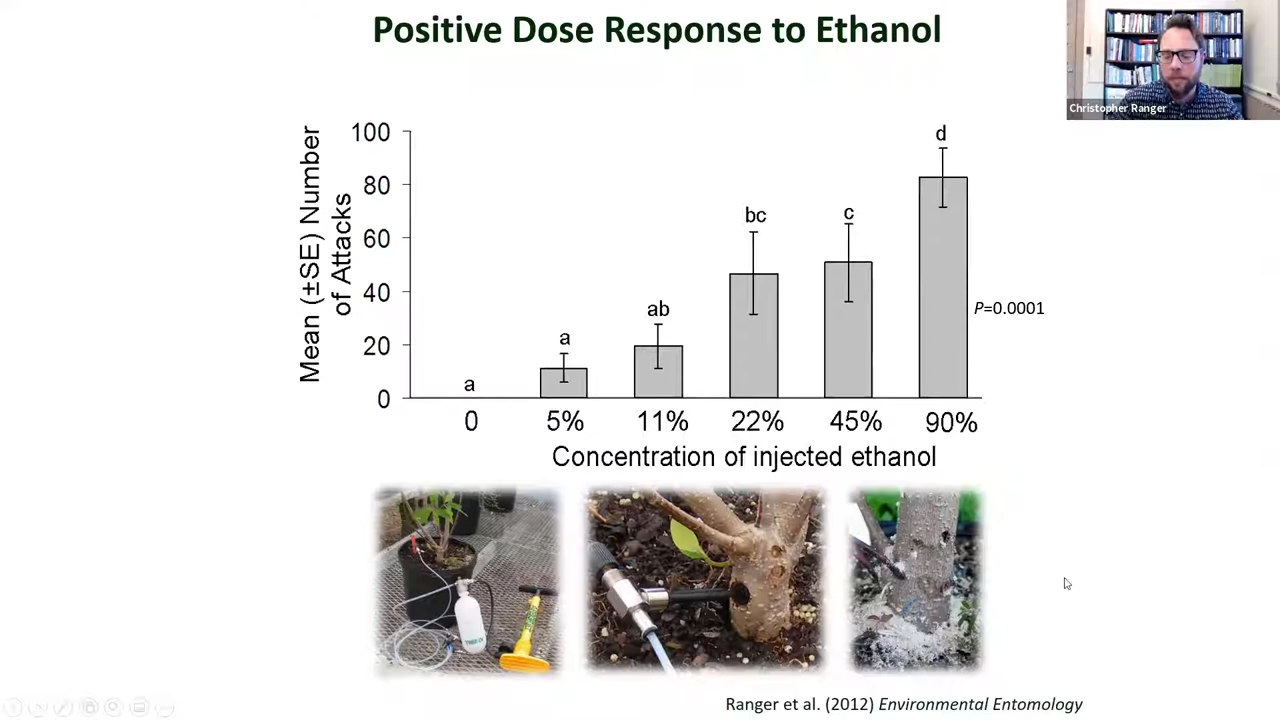 Positive Dose Response to Ethanol
Christopher Ranger
Mean (±SE) Number
of Attacks
100
80
60
40
20
0
a
a
ab
bc
c
d
P=0.0001
0
5%
11%
22%
45%
90%
Concentration of injected ethanol
Ranger et al. (2012) Environmental Entomology